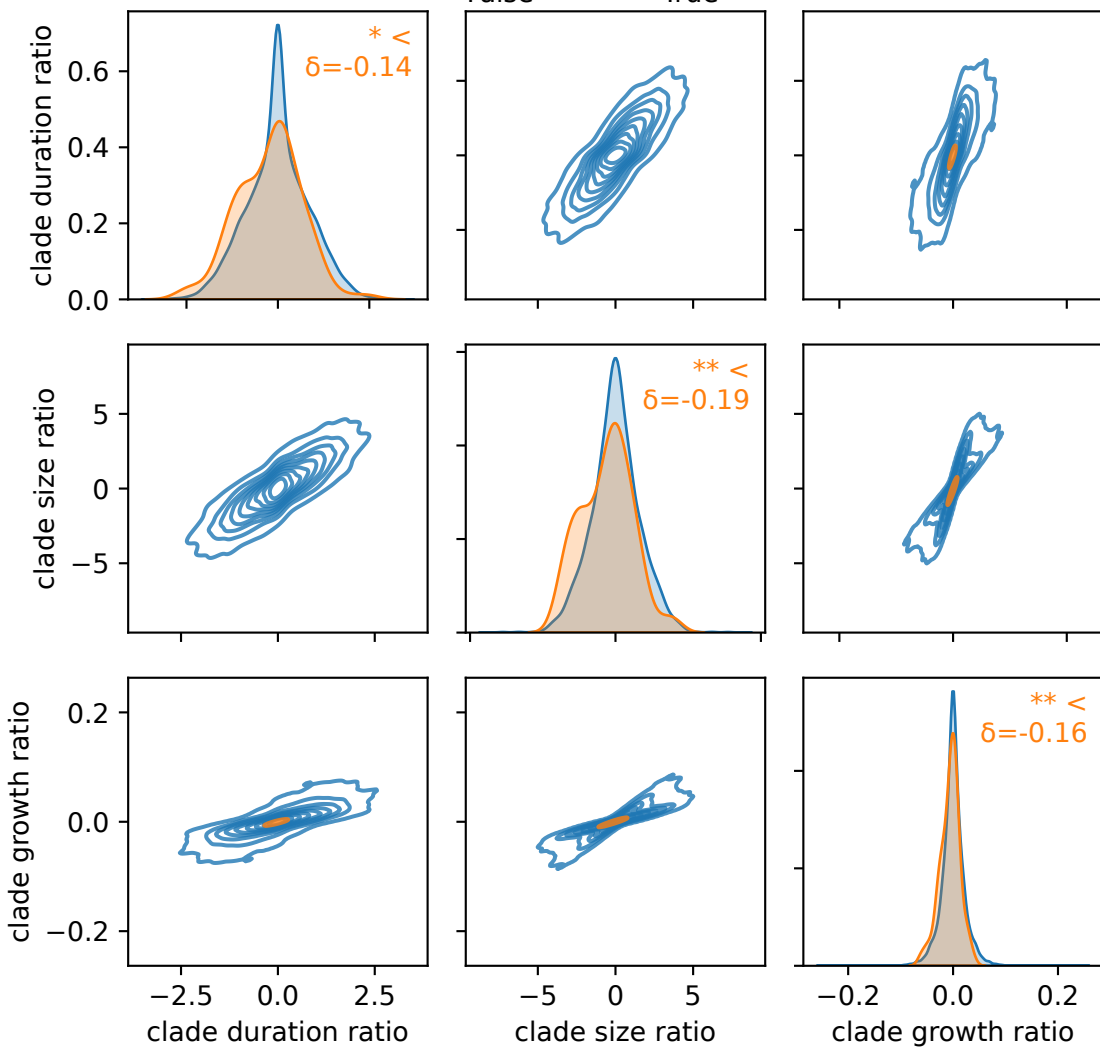 clade duration ratio
0.6
0.4
0.2
0.0
* <
δ=-0.14
clade size ratio
5
0
−5
** <
δ=-0.19
clade growth ratio
0.2
0.0
−0.2
** <
δ=-0.16
−2.5 0.0 2.5
−5 0 5
−0.2 0.0 0.2
clade duration ratio
clade size ratio
clade growth ratio